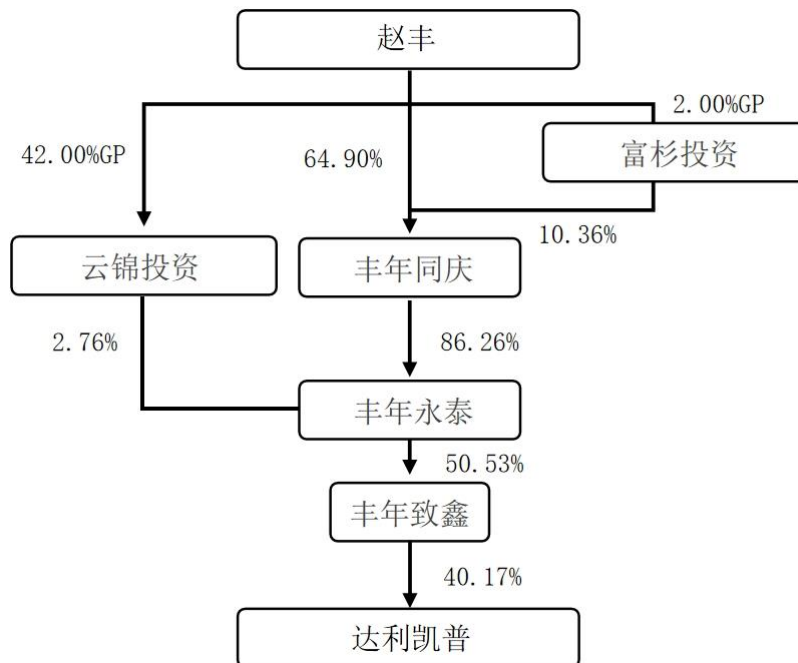 赵丰
2.00%GP
富杉投资
42.00%GP
64.90%
10.36%
云锦投资
丰年同庆
2.76%
86.26%
丰年永泰
50.53%
丰年致鑫
40.17%
达利凯普